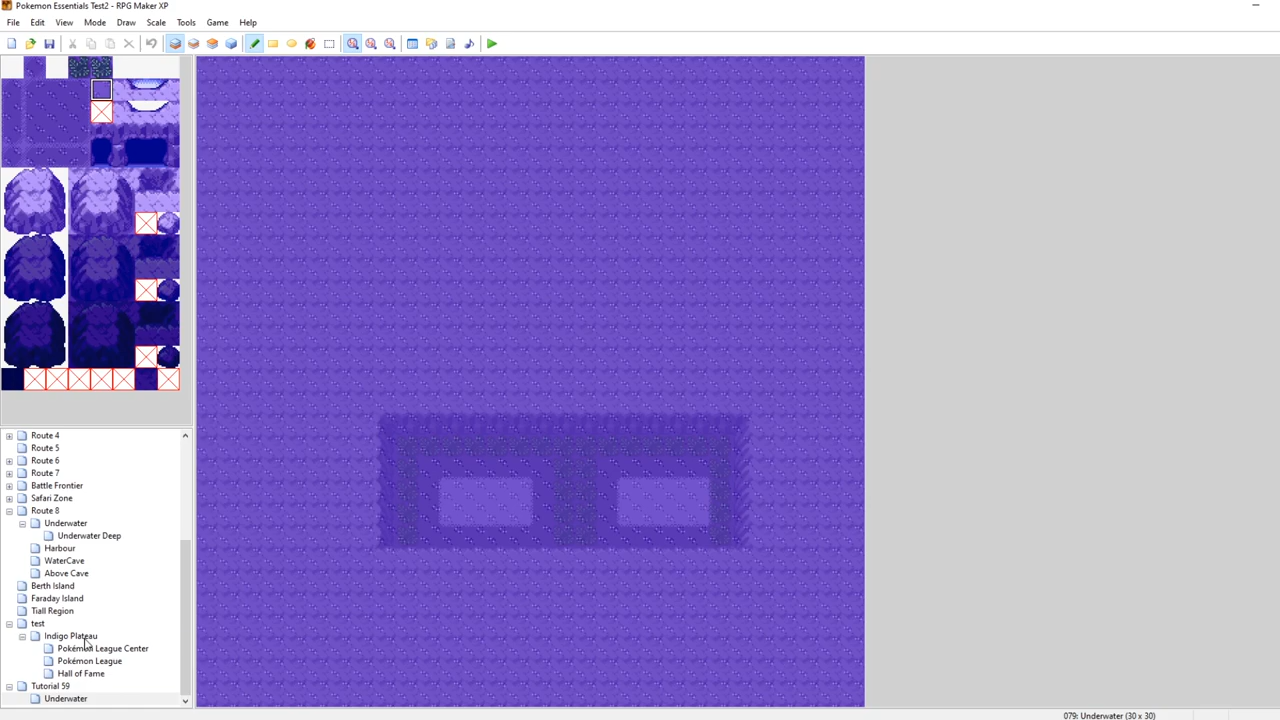 Pokemon Essentials Test2 - RPG Maker XP
File Edit View Mode Draw Scale Tools Game Help
Route 4
Route 5
Route 6
Route 7
Battle Frontier
Safari Zone
Route 8
Underwater
Underwater Deep
Harbour
WaterCave
Above Cave
Berth Island
Faraday Island
Tiall Region
test
Indigo Plateau
Pokémon League Center
Pokémon League
Hall of Fame
Tutorial 59
Underwater
079: Underwater (30 x 30)